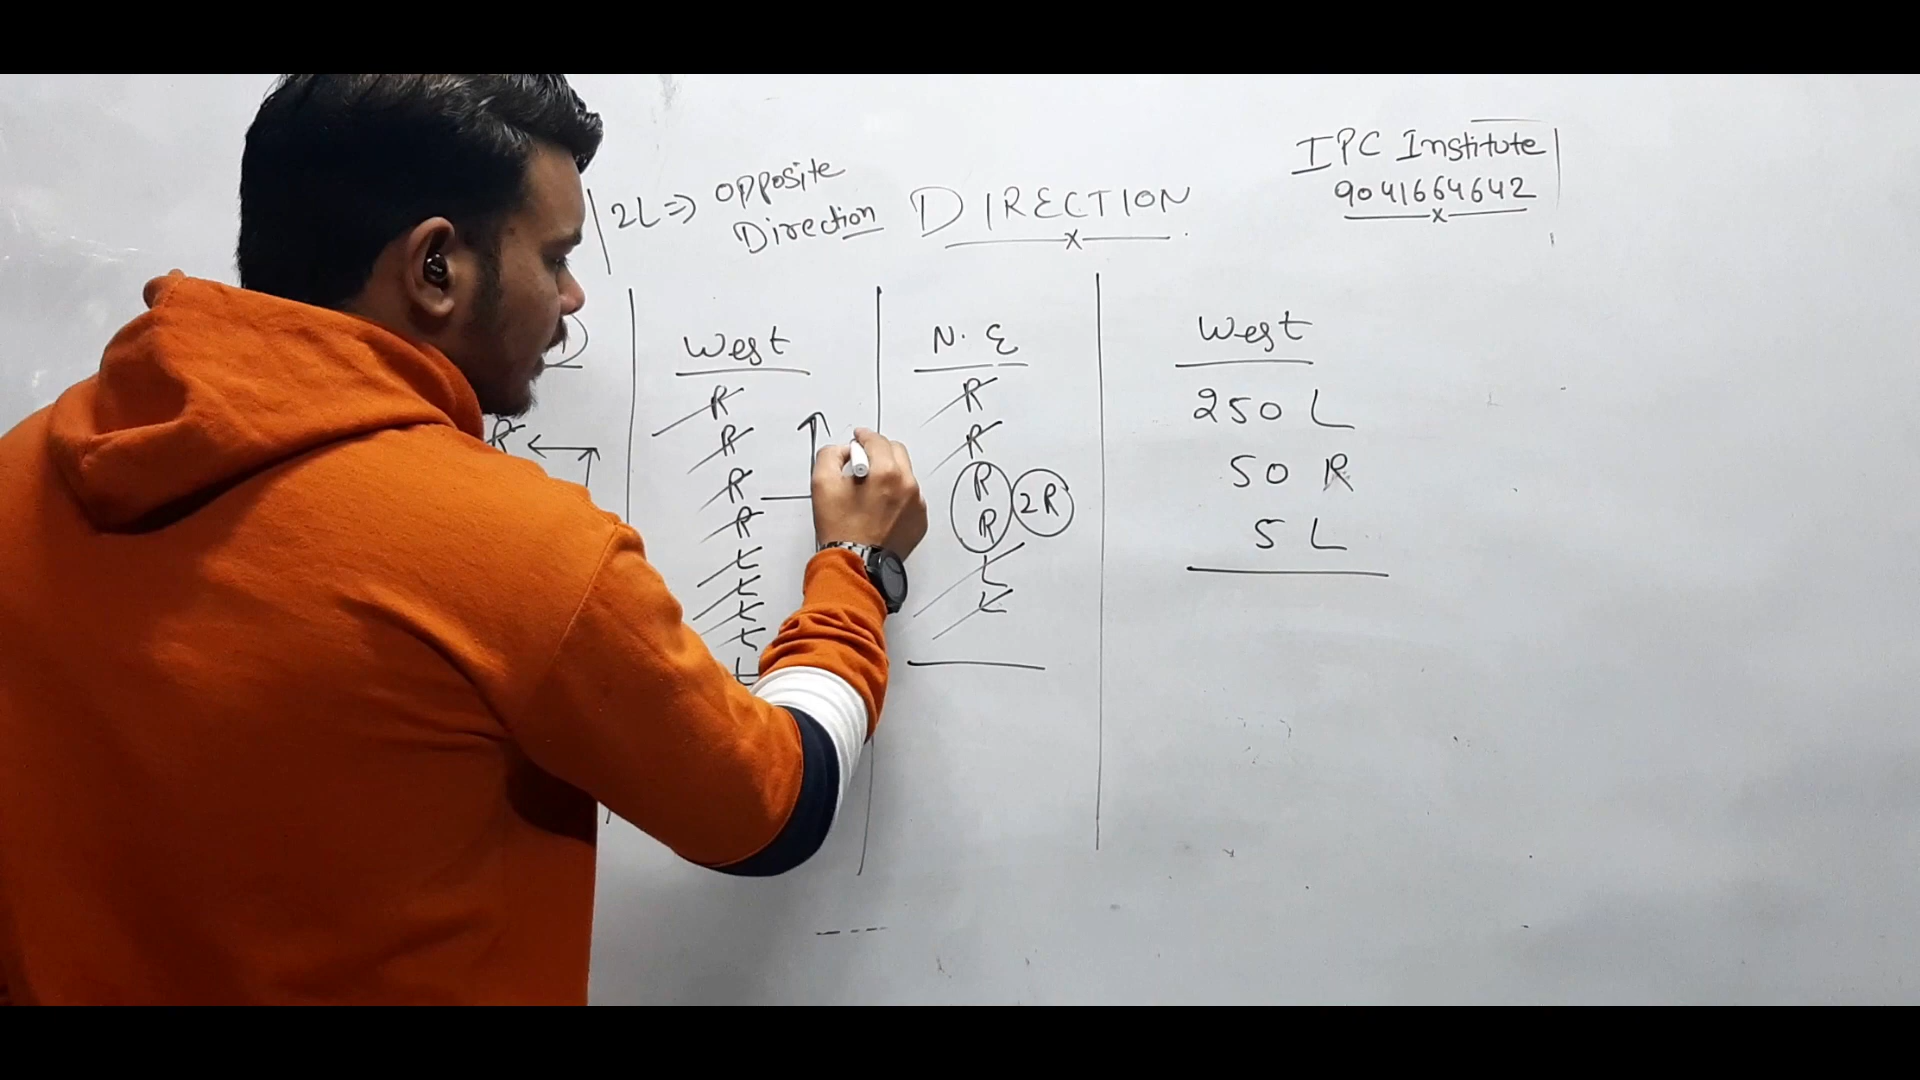 2L => opposite
Direction
DIRECTION
IPC Institute
9041664642
West
R
R
R
R
L
L
L
L
L
N.E
R
R
R
R
2R
L
L
West
250 L
50 R
5 L
R